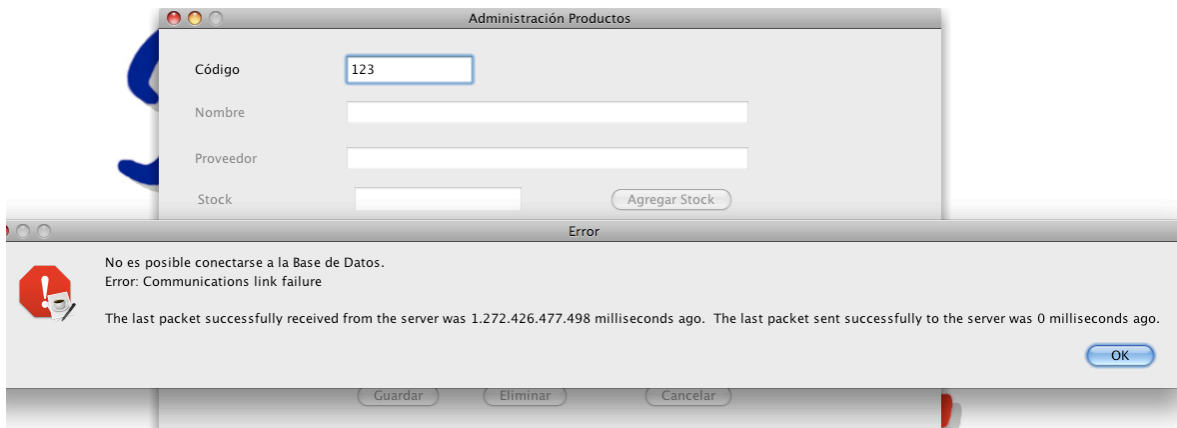 Administración Productos
Código 123
Nombre
Proveedor
Stock Agregar Stock
Error
No es posible conectarse a la Base de Datos.
Error: Communications link failure
The last packet successfully received from the server was 1.272.426.477.498 milliseconds ago.  The last packet sent successfully to the server was 0 milliseconds ago.
OK
Guardar Eliminar Cancelar